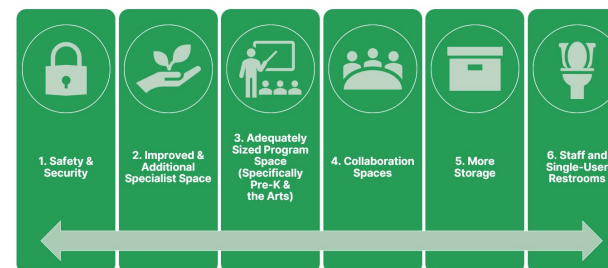 1. Safety &
Security
2. Improved &
Additional
Specialist Space
3. Adequately
Sized Program
Space
(Specifically
Pre-K &
the Arts)
4. Collaboration
Spaces
5. More
Storage
6. Staff and
Single-User
Restrooms